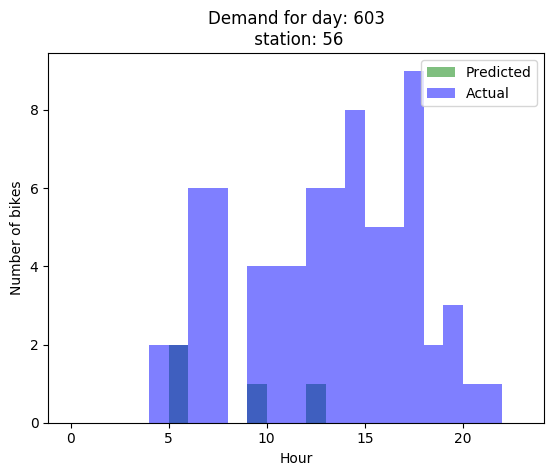 Demand for day: 603
station: 56
Predicted
Actual
Number of bikes
8
6
4
2
0
0
5
10
15
20
Hour